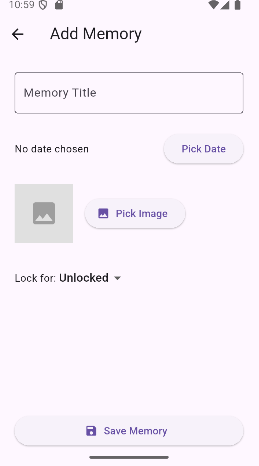 10:59
Add Memory
Memory Title
No date chosen
Pick Date
Pick Image
Lock for: Unlocked
Save Memory